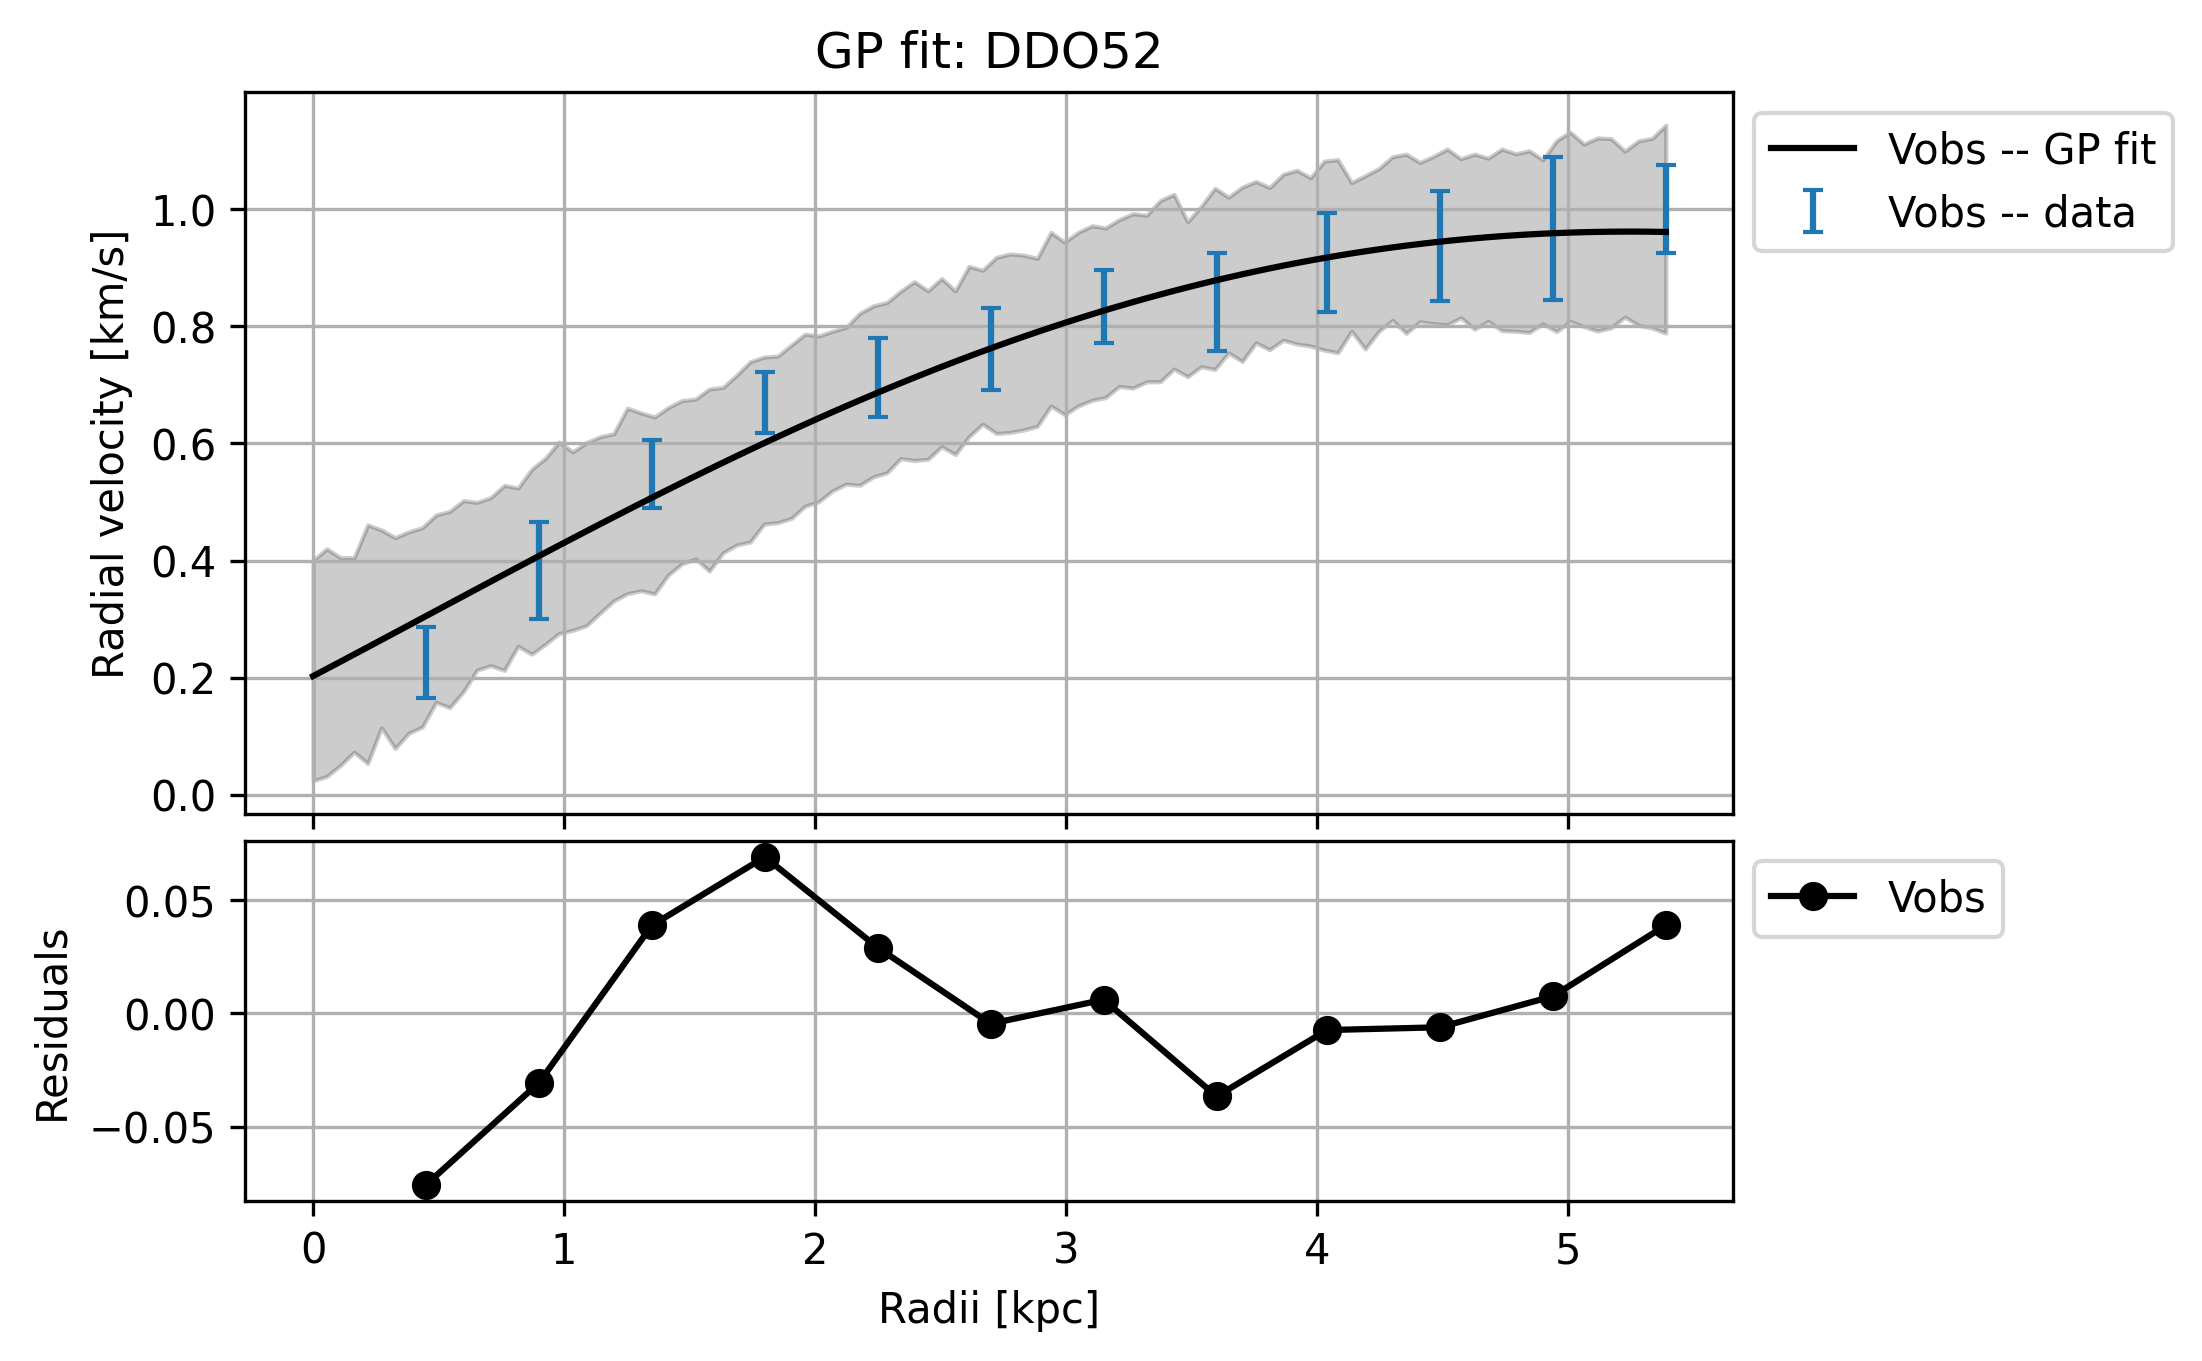 GP fit: DDO52
Radial velocity [km/s]
1.0
0.8
0.6
0.4
0.2
0.0
Vobs -- GP fit
Vobs -- data
Residuals
0.05
0.00
−0.05
Vobs
0 1 2 3 4 5
Radii [kpc]